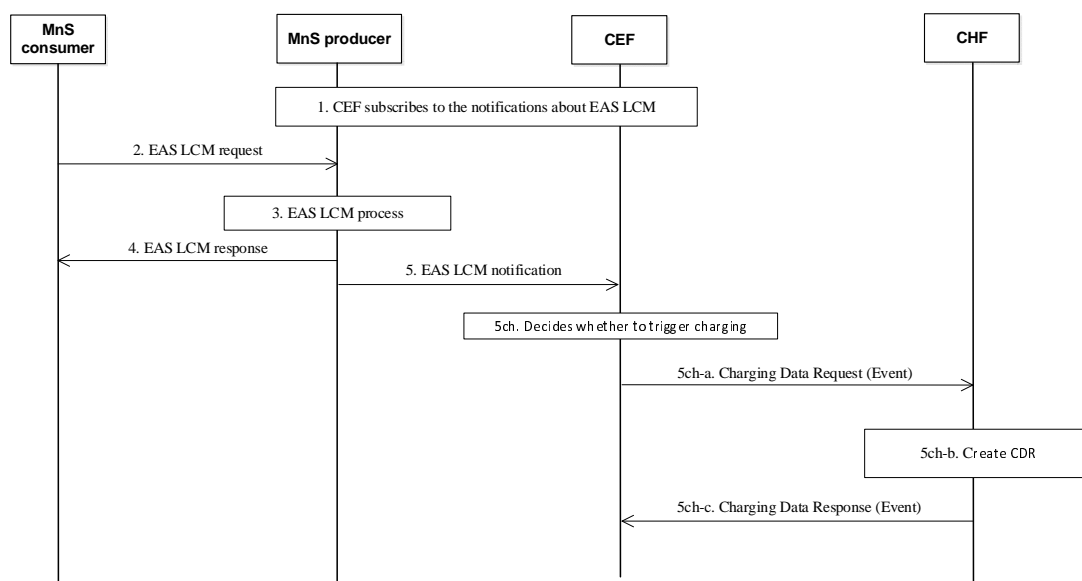 MnS
consumer
MnS producer
CEF
CHF
1. CEF subscribes to the notifications about EAS LCM
2. EAS LCM request
3. EAS LCM process
4. EAS LCM response
5. EAS LCM notification
5ch. Decides whether to trigger charging
5ch-a. Charging Data Request (Event)
5ch-b. Create CDR
5ch-c. Charging Data Response (Event)